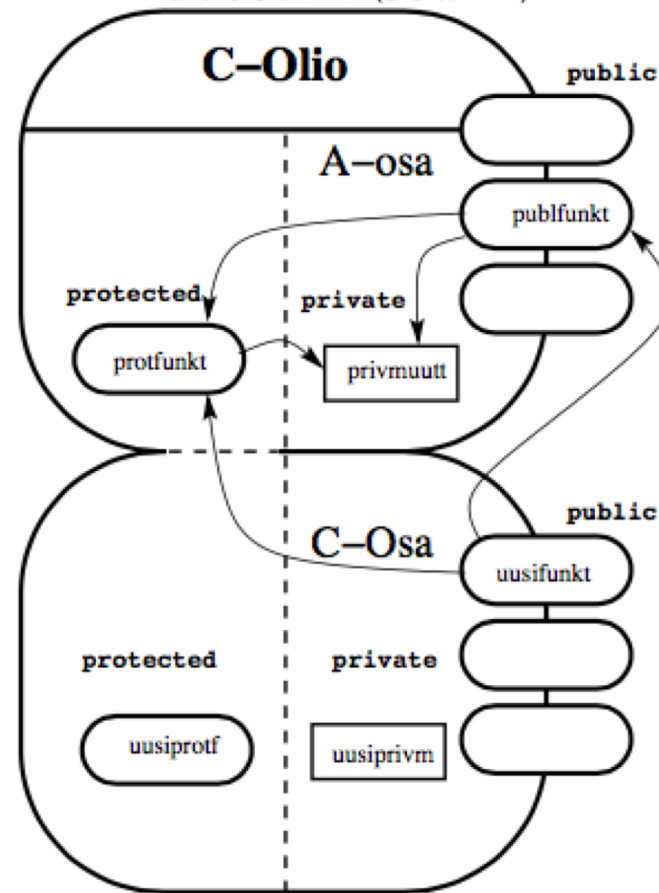 C–Olio
public
A–osa
publfunkt
protected
private
protfunkt
privmuutt
public
C–Osa
uusifunkt
protected
private
uusiprotf
uusiprivm